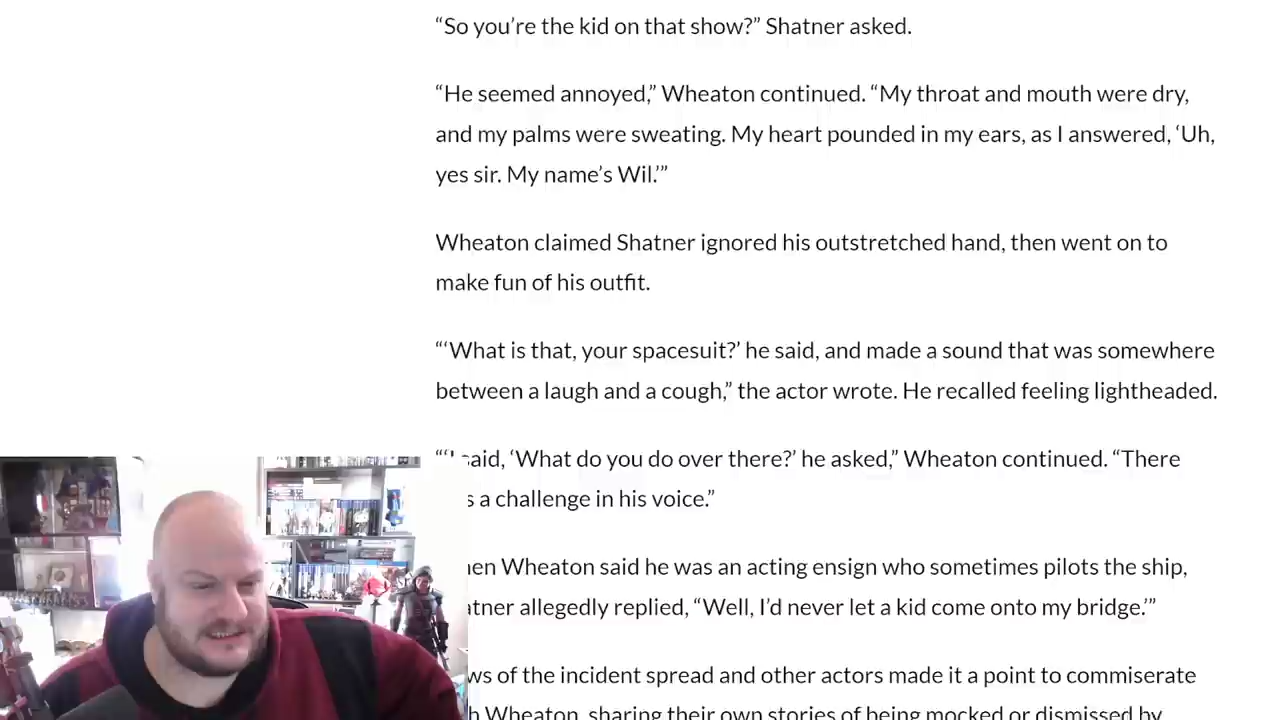 “So you’re the kid on that show?” Shatner asked.
“He seemed annoyed,” Wheaton continued. “My throat and mouth were dry,
and my palms were sweating. My heart pounded in my ears, as I answered, ‘Uh,
yes sir. My name’s Wil.’”
Wheaton claimed Shatner ignored his outstretched hand, then went on to
make fun of his outfit.
“‘What is that, your spacesuit?’ he said, and made a sound that was somewhere
between a laugh and a cough,” the actor wrote. He recalled feeling lightheaded.
“‘I said, ‘What do you do over there?’ he asked,” Wheaton continued. “There
s a challenge in his voice.”
en Wheaton said he was an acting ensign who sometimes pilots the ship,
atner allegedly replied, “Well, I’d never let a kid come onto my bridge.’”
ws of the incident spread and other actors made it a point to commiserate
h Wheaton, sharing their own stories of being mocked or dismissed by